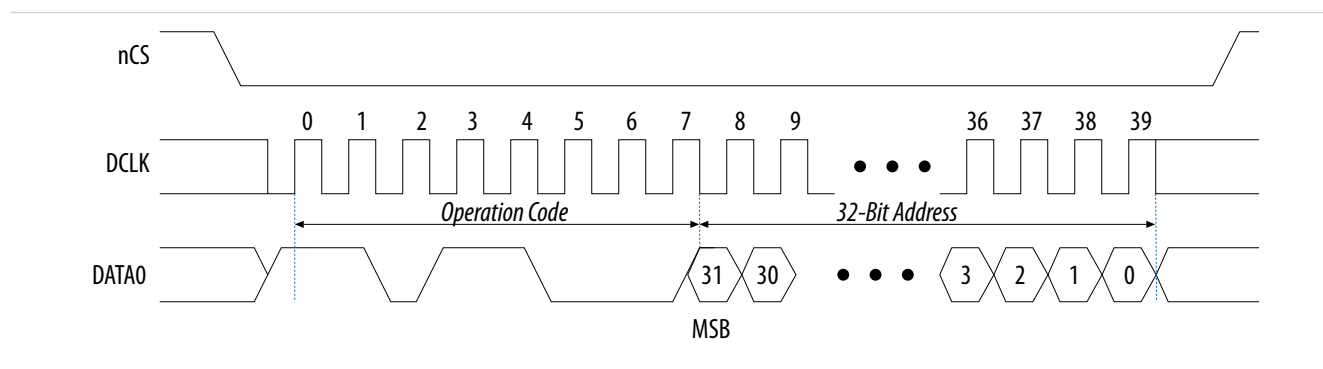 nCS
0 1 2 3 4 5 6 7 8 9 36 37 38 39
DCLK
Operation Code 32-Bit Address
DATA0 31 30 3 2 1 0
MSB